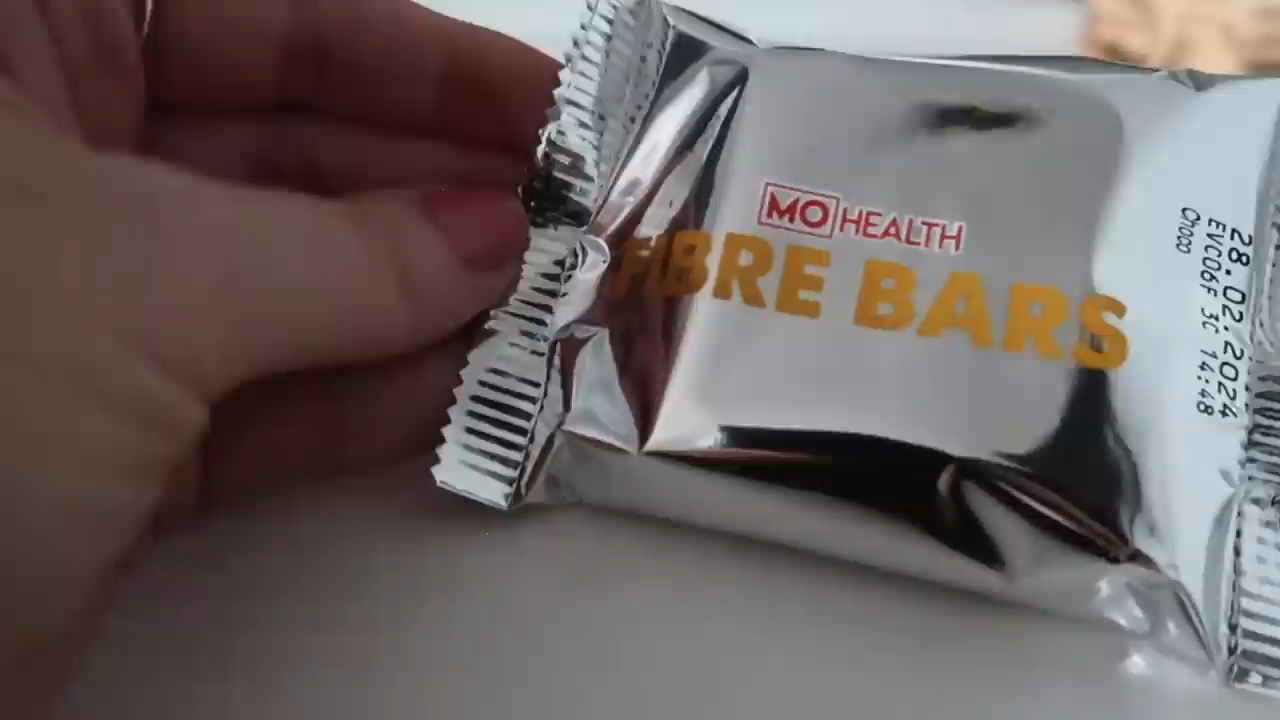 MO HEALTH
FIBRE BARS
28.02.2024
EVC06F 3C 14:48
Choco